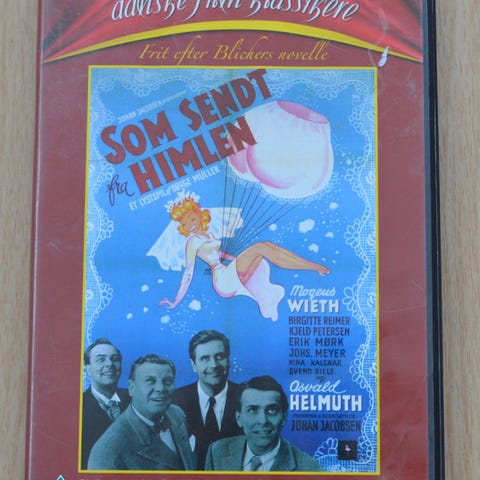 danske film klassikere
Frit efter Blichers novelle
JOHAN JACOBSEN præsenterer
SOM SENDT
fra HIMLEN
ET LYSTSPIL af BØRGE MÜLLER
Mogens
WIETH
BIRGITTE REIMER
KJELD PETERSEN
ERIK MØRK
JOHS. MEYER
NINA KALCKAR
SVEND BILLE
og
Osvald
HELMUTH
JOHAN JACOBSEN